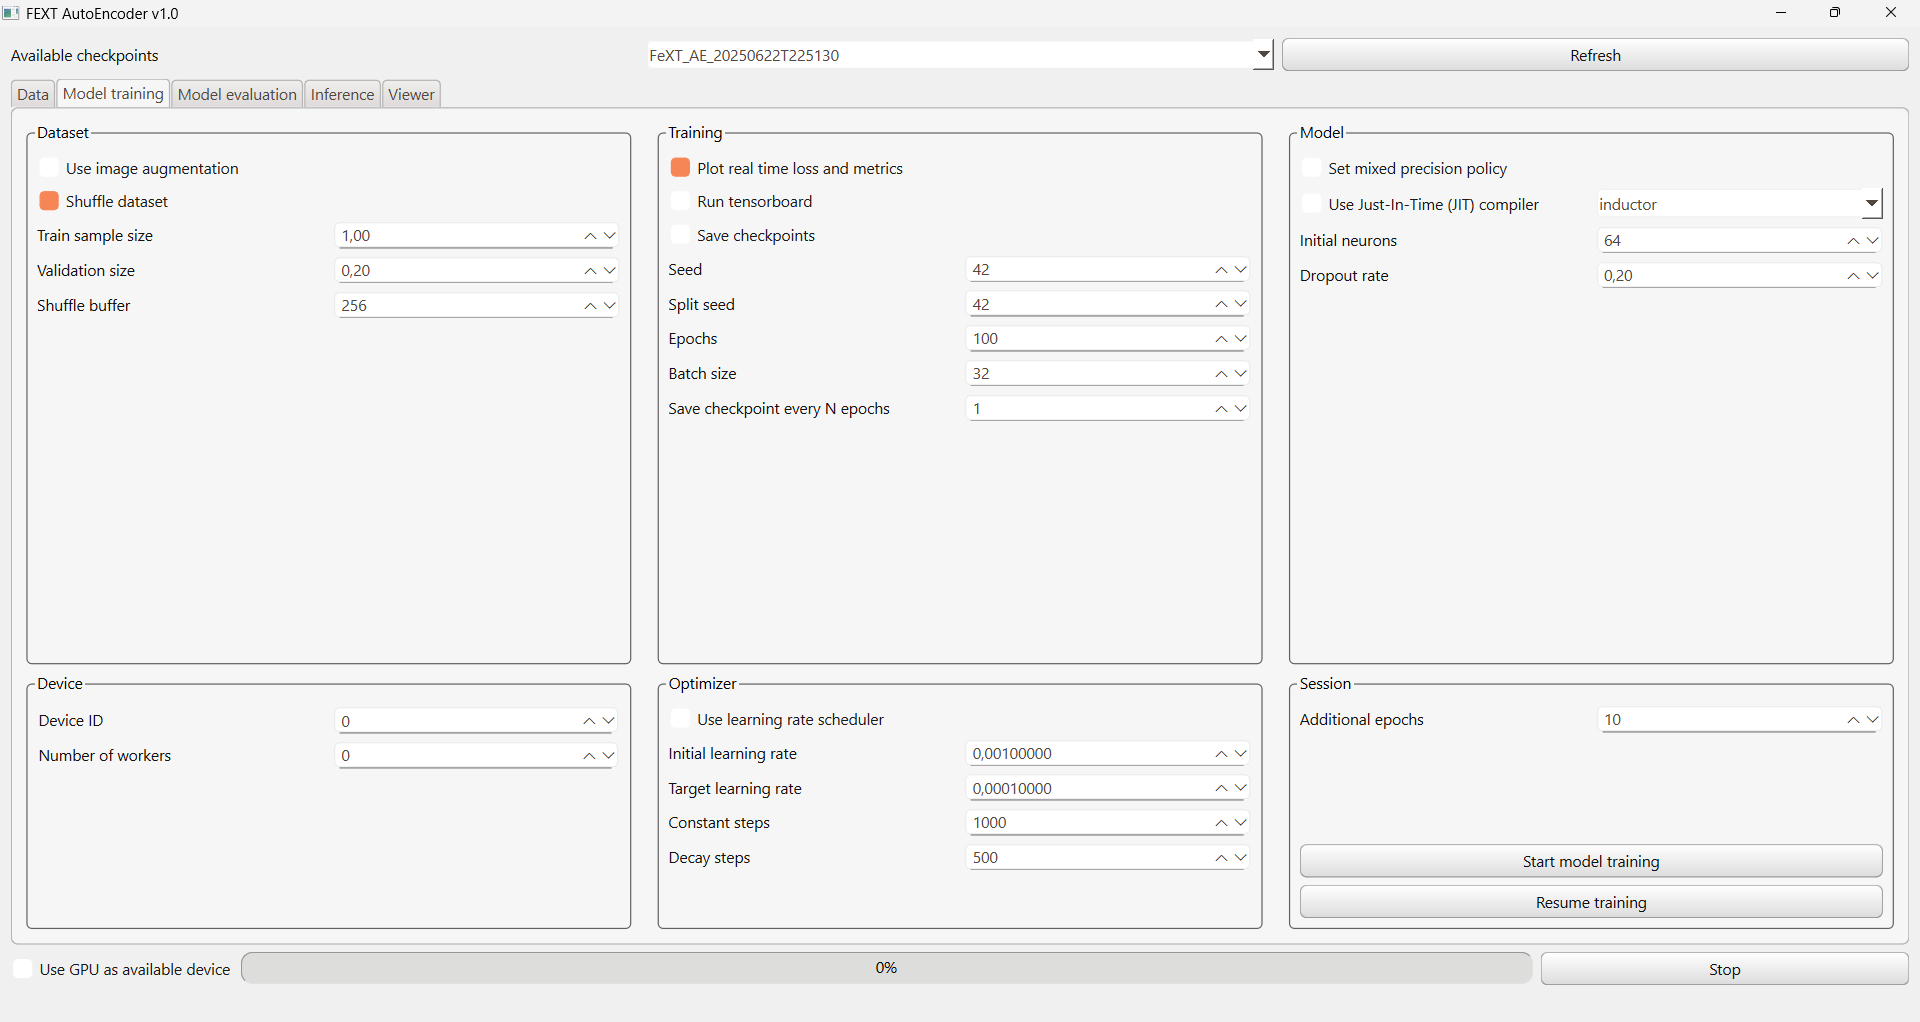 FEXT AutoEncoder v1.0
Available checkpoints
FeXT_AE_20250622T225130
Refresh
Data
Model training
Model evaluation
Inference
Viewer
Dataset
Use image augmentation
Shuffle dataset
Train sample size
1,00
Validation size
0,20
Shuffle buffer
256
Training
Plot real time loss and metrics
Run tensorboard
Save checkpoints
Seed
42
Split seed
42
Epochs
100
Batch size
32
Save checkpoint every N epochs
1
Model
Set mixed precision policy
Use Just-In-Time (JIT) compiler
inductor
Initial neurons
64
Dropout rate
0,20
Device
Device ID
0
Number of workers
0
Optimizer
Use learning rate scheduler
Initial learning rate
0,00100000
Target learning rate
0,00010000
Constant steps
1000
Decay steps
500
Session
Additional epochs
10
Start model training
Resume training
Use GPU as available device
0%
Stop